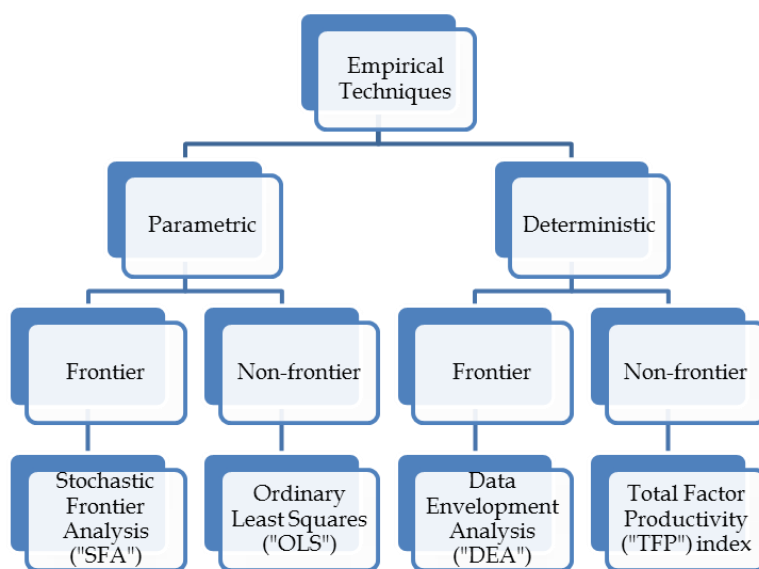 Empirical
Techniques
Parametric
Deterministic
Frontier
Non-frontier
Frontier
Non-frontier
Stochastic
Frontier
Analysis
("SFA")
Ordinary
Least Squares
("OLS")
Data
Envelopment
Analysis
("DEA")
Total Factor
Productivity
("TFP") index